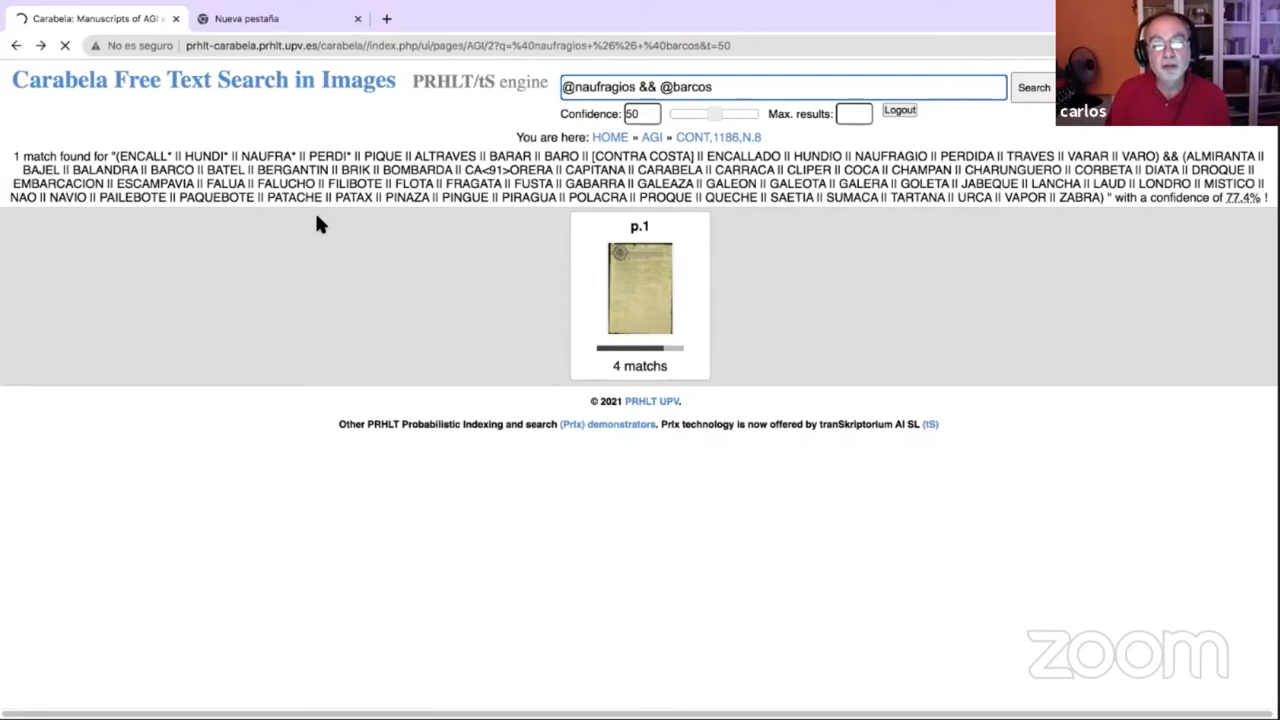 Carabela: Manuscripts of AGI
Nueva pestaña
No es seguro
prhlt-carabela.prhlt.upv.es/carabela//index.php/ui/pages/AGI/2?q=%40naufragios+%26%26+%40barcos&t=50
Carabela Free Text Search in Images
PRHLT/tS engine
@naufragios && @barcos
Search
Confidence: 50
Max. results:
Logout
carlos
You are here: HOME » AGI » CONT,1186,N.8
1 match found for "(ENCALL* || HUNDI* || NAUFRA* || PERDI* || PIQUE || ALTRAVES || BARAR || BARO || [CONTRA COSTA] || ENCALLADO || HUNDIO || NAUFRAGIO || PERDIDA || TRAVES || VARAR || VARO) && (ALMIRANTA ||
BAJEL || BALANDRA || BARCO || BATEL || BERGANTIN || BRIK || BOMBARDA || CA<91>ORERA || CAPITANA || CARABELA || CARRACA || CLIPER || COCA || CHAMPAN || CHARUNGUERO || CORBETA || DIATA || DROQUE ||
EMBARCACION || ESCAMPAVIA || FALUA || FALUCHO || FILIBOTE || FLOTA || FRAGATA || FUSTA || GABARRA || GALEAZA || GALEON || GALEOTA || GALERA || GOLETA || JABEQUE || LANCHA || LAUD || LONDRO || MISTICO ||
NAO || NAVIO || PAILEBOTE || PAQUEBOTE || PATACHE || PATAX || PINAZA || PINGUE || PIRAGUA || POLACRA || PROQUE || QUECHE || SAETIA || SUMACA || TARTANA || URCA || VAPOR || ZABRA) " with a confidence of 77.4% !
p.1
4 matchs
© 2021 PRHLT UPV.
Other PRHLT Probabilistic Indexing and search (PrIx) demonstrators. PrIx technology is now offered by tranSkriptorium AI SL (tS)
zoom